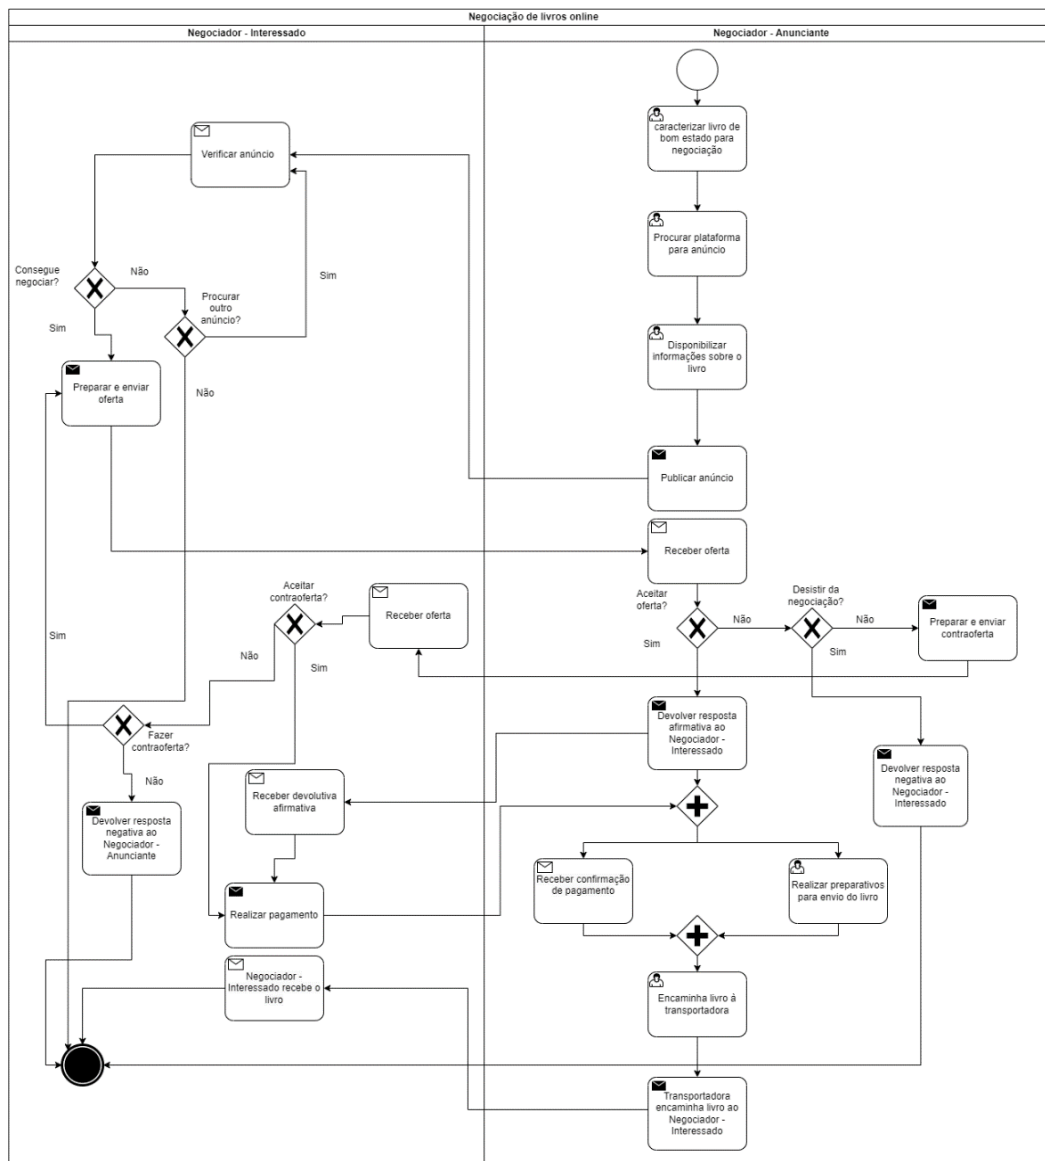 Negociação de livros online
Negociador - Interessado
Negociador - Anunciante
caracterizar livro de
bom estado para
negociação
Verificar anúncio
Procurar plataforma
para anúncio
Consegue
negociar?
Não
Sim
Procurar
outro
anúncio?
Sim
Disponibilizar
informações sobre o
livro
Preparar e enviar
oferta
Não
Publicar anúncio
Receber oferta
Aceitar
contraoferta?
Receber oferta
Aceitar
oferta?
Desistir da
negociação?
Não
Não
Preparar e enviar
contraoferta
Sim
Não
Sim
Sim
Sim
Devolver resposta
afirmativa ao
Negociador -
Interessado
Fazer
contraoferta?
Devolver resposta
negativa ao
Negociador -
Interessado
Não
Receber devolutiva
afirmativa
Devolver resposta
negativa ao
Negociador -
Anunciante
Receber confirmação
de pagamento
Realizar preparativos
para envio do livro
Realizar pagamento
Negociador -
Interessado recebe o
livro
Encaminha livro à
transportadora
Transportadora
encaminha livro ao
Negociador -
Interessado